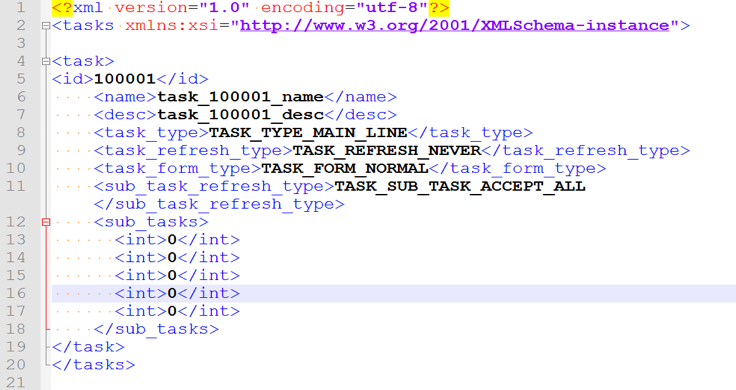 1 <?xml version="1.0" encoding="utf-8"?>
2 <tasks xmlns:xsi="http://www.w3.org/2001/XMLSchema-instance">
3
4 <task>
5 <id>100001</id>
6     <name>task_100001_name</name>
7     <desc>task_100001_desc</desc>
8     <task_type>TASK_TYPE_MAIN_LINE</task_type>
9     <task_refresh_type>TASK_REFRESH_NEVER</task_refresh_type>
10     <task_form_type>TASK_FORM_NORMAL</task_form_type>
11     <sub_task_refresh_type>TASK_SUB_TASK_ACCEPT_ALL
    </sub_task_refresh_type>
12     <sub_tasks>
13       <int>0</int>
14       <int>0</int>
15       <int>0</int>
16       <int>0</int>
17       <int>0</int>
18     </sub_tasks>
19 </task>
20 </tasks>
21